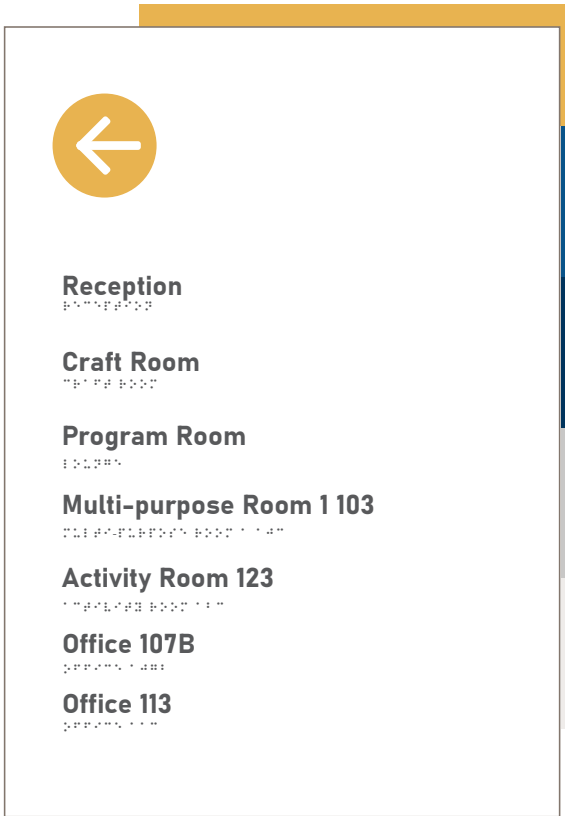 Reception
⠗⠑⠉⠑⠏⠞⠊⠕⠝
Craft Room
⠉⠗⠁⠋⠞ ⠗⠕⠕⠍
Program Room
⠇⠕⠥⠝⠛⠑
Multi-purpose Room 1 103
⠍⠥⠇⠞⠊-⠏⠥⠗⠏⠕⠎⠑ ⠗⠕⠕⠍ ⠁ ⠁⠚⠉
Activity Room 123
⠁⠉⠞⠊⠧⠊⠞⠽ ⠗⠕⠕⠍ ⠁⠃⠉
Office 107B
⠕⠋⠋⠊⠉⠑ ⠁⠚⠛⠃
Office 113
⠕⠋⠋⠊⠉⠑ ⠁⠁⠉